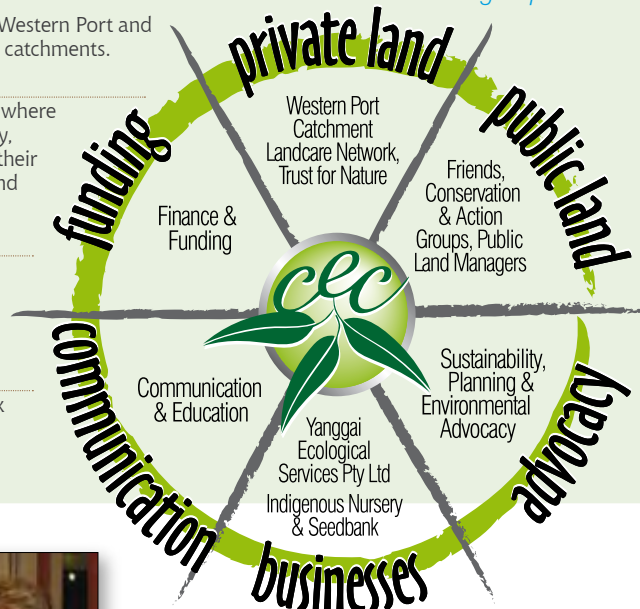 Western Port and
catchments.
where
y,
their
nd
x
private land
public land
advocacy
businesses
communication
funding
Western Port
Catchment
Landcare Network,
Trust for Nature
Friends,
Conservation
& Action
Groups, Public
Land Managers
Sustainability,
Planning &
Environmental
Advocacy
Yanggai
Ecological
Services Pty Ltd
Indigenous Nursery
& Seedbank
Communication
& Education
Finance &
Funding
cec